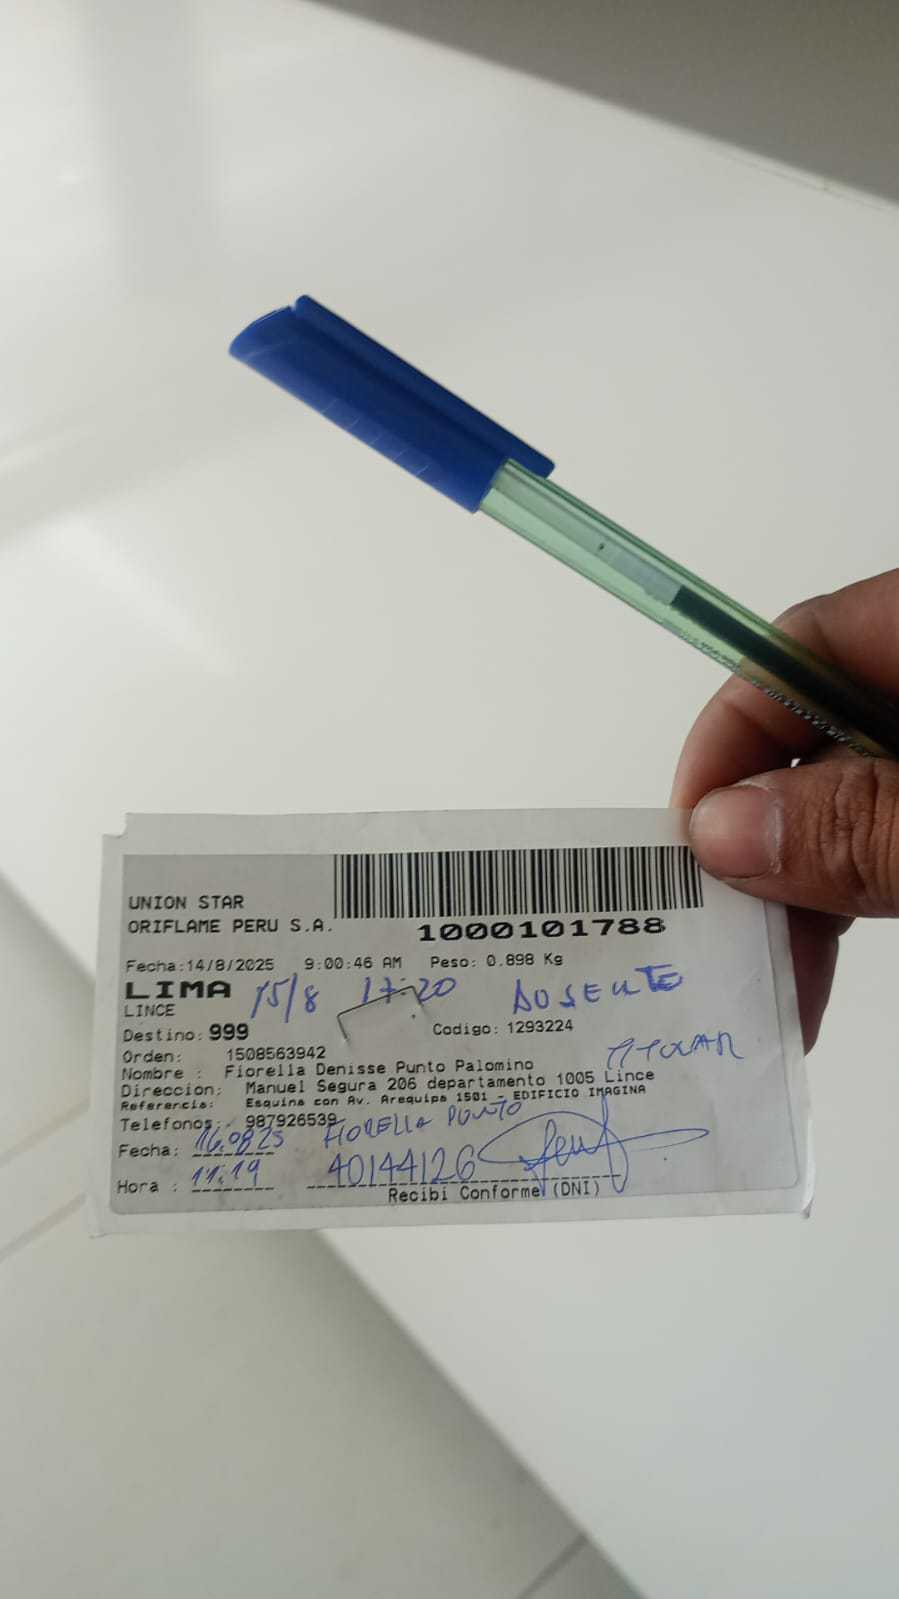 UNION STAR
ORIFLAME PERU S.A.
1000101788
Fecha:14/8/2025 9:00:46 AM Peso: 0.898 Kg
LIMA 15/8 17:20 AUSENTE
LINCE
Destino: 999 Codigo: 1293224
Orden: 1508563942
TITULAR
Nombre : Fiorella Denisse Punto Palomino
Direccion: Manuel Segura 206 departamento 1005 Lince
Referencia: Esquina con Av. Arequipa 1501 - EDIFICIO IMAGINA
Telefonos: 987926539
Fecha: 16.08.25 FIORELLA PUNTO
Hora : 11:19 40144126
Recibi Conforme (DNI)